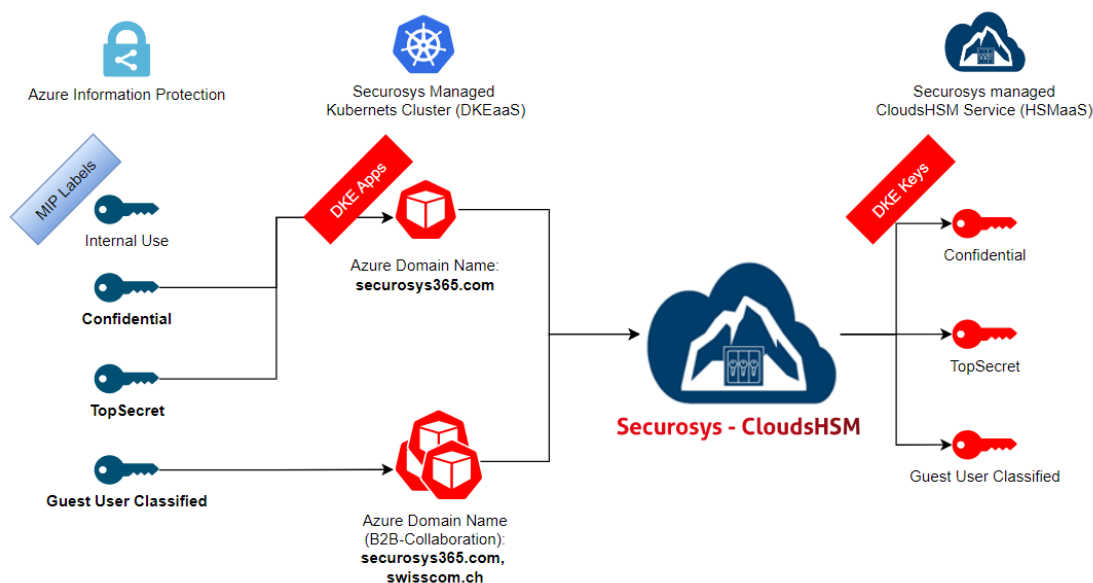 Azure Information Protection
Securosys Managed
Kubernets Cluster (DKEaaS)
Securosys managed
CloudsHSM Service (HSMaaS)
MIP Labels
DKE Apps
DKE Keys
Internal Use
Confidential
TopSecret
Guest User Classified
Azure Domain Name:
securosys365.com
Azure Domain Name
(B2B-Collaboration):
securosys365.com,
swisscom.ch
Securosys - CloudsHSM
Confidential
TopSecret
Guest User Classified